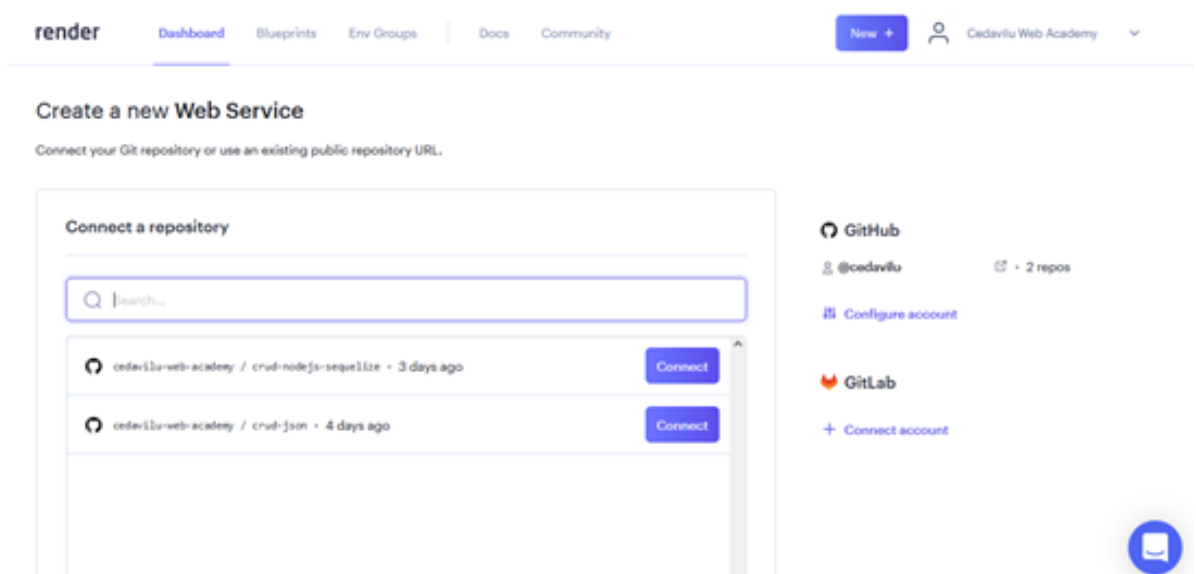 render Dashboard Blueprints Env Groups Docs Community New + Cedavilu Web Academy
Create a new Web Service
Connect your Git repository or use an existing public repository URL.
Connect a repository
Search...
cedavilu-web-academy / crud-nodejs-sequelize • 3 days ago Connect
cedavilu-web-academy / crud-json • 4 days ago Connect
GitHub
@cedavilu • 2 repos
Configure account
GitLab
+ Connect account